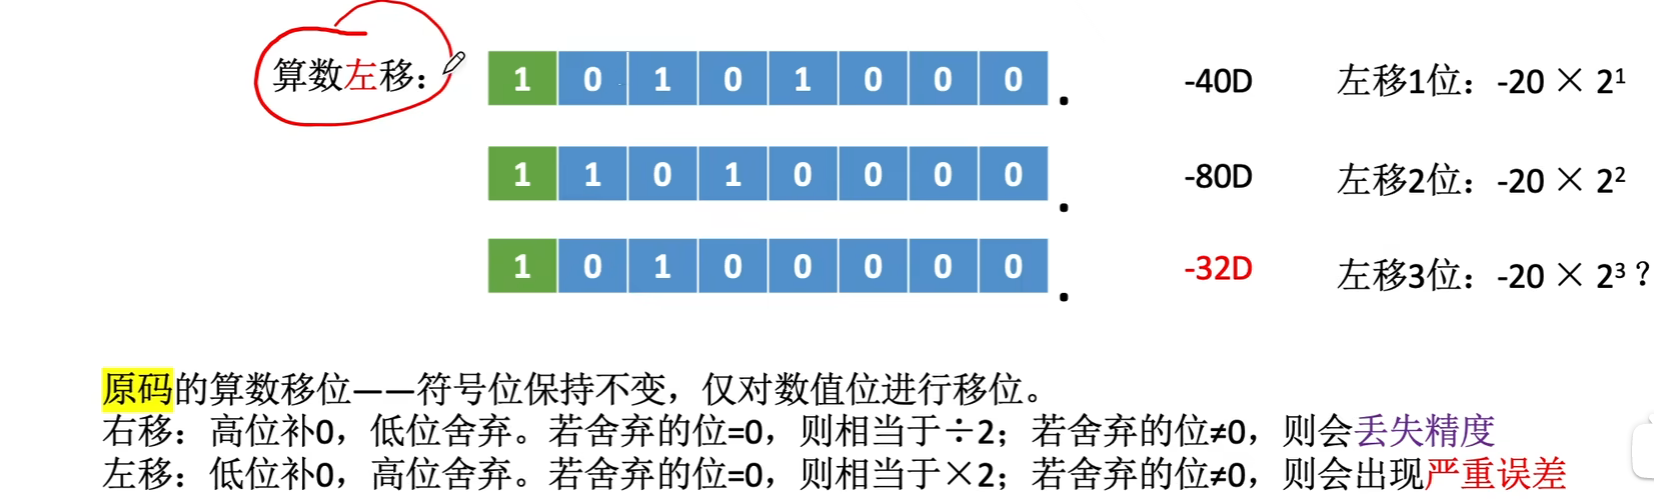 算数左移： 1 0 1 0 1 0 0 0 . -40D 左移1位：-20 × 2¹
1 1 0 1 0 0 0 0 . -80D 左移2位：-20 × 2²
1 0 1 0 0 0 0 0 . -32D 左移3位：-20 × 2³ ?
原码的算数移位——符号位保持不变，仅对数值位进行移位。
右移：高位补0，低位舍弃。若舍弃的位=0，则相当于÷2；若舍弃的位≠0，则会丢失精度
左移：低位补0，高位舍弃。若舍弃的位=0，则相当于×2；若舍弃的位≠0，则会出现严重误差